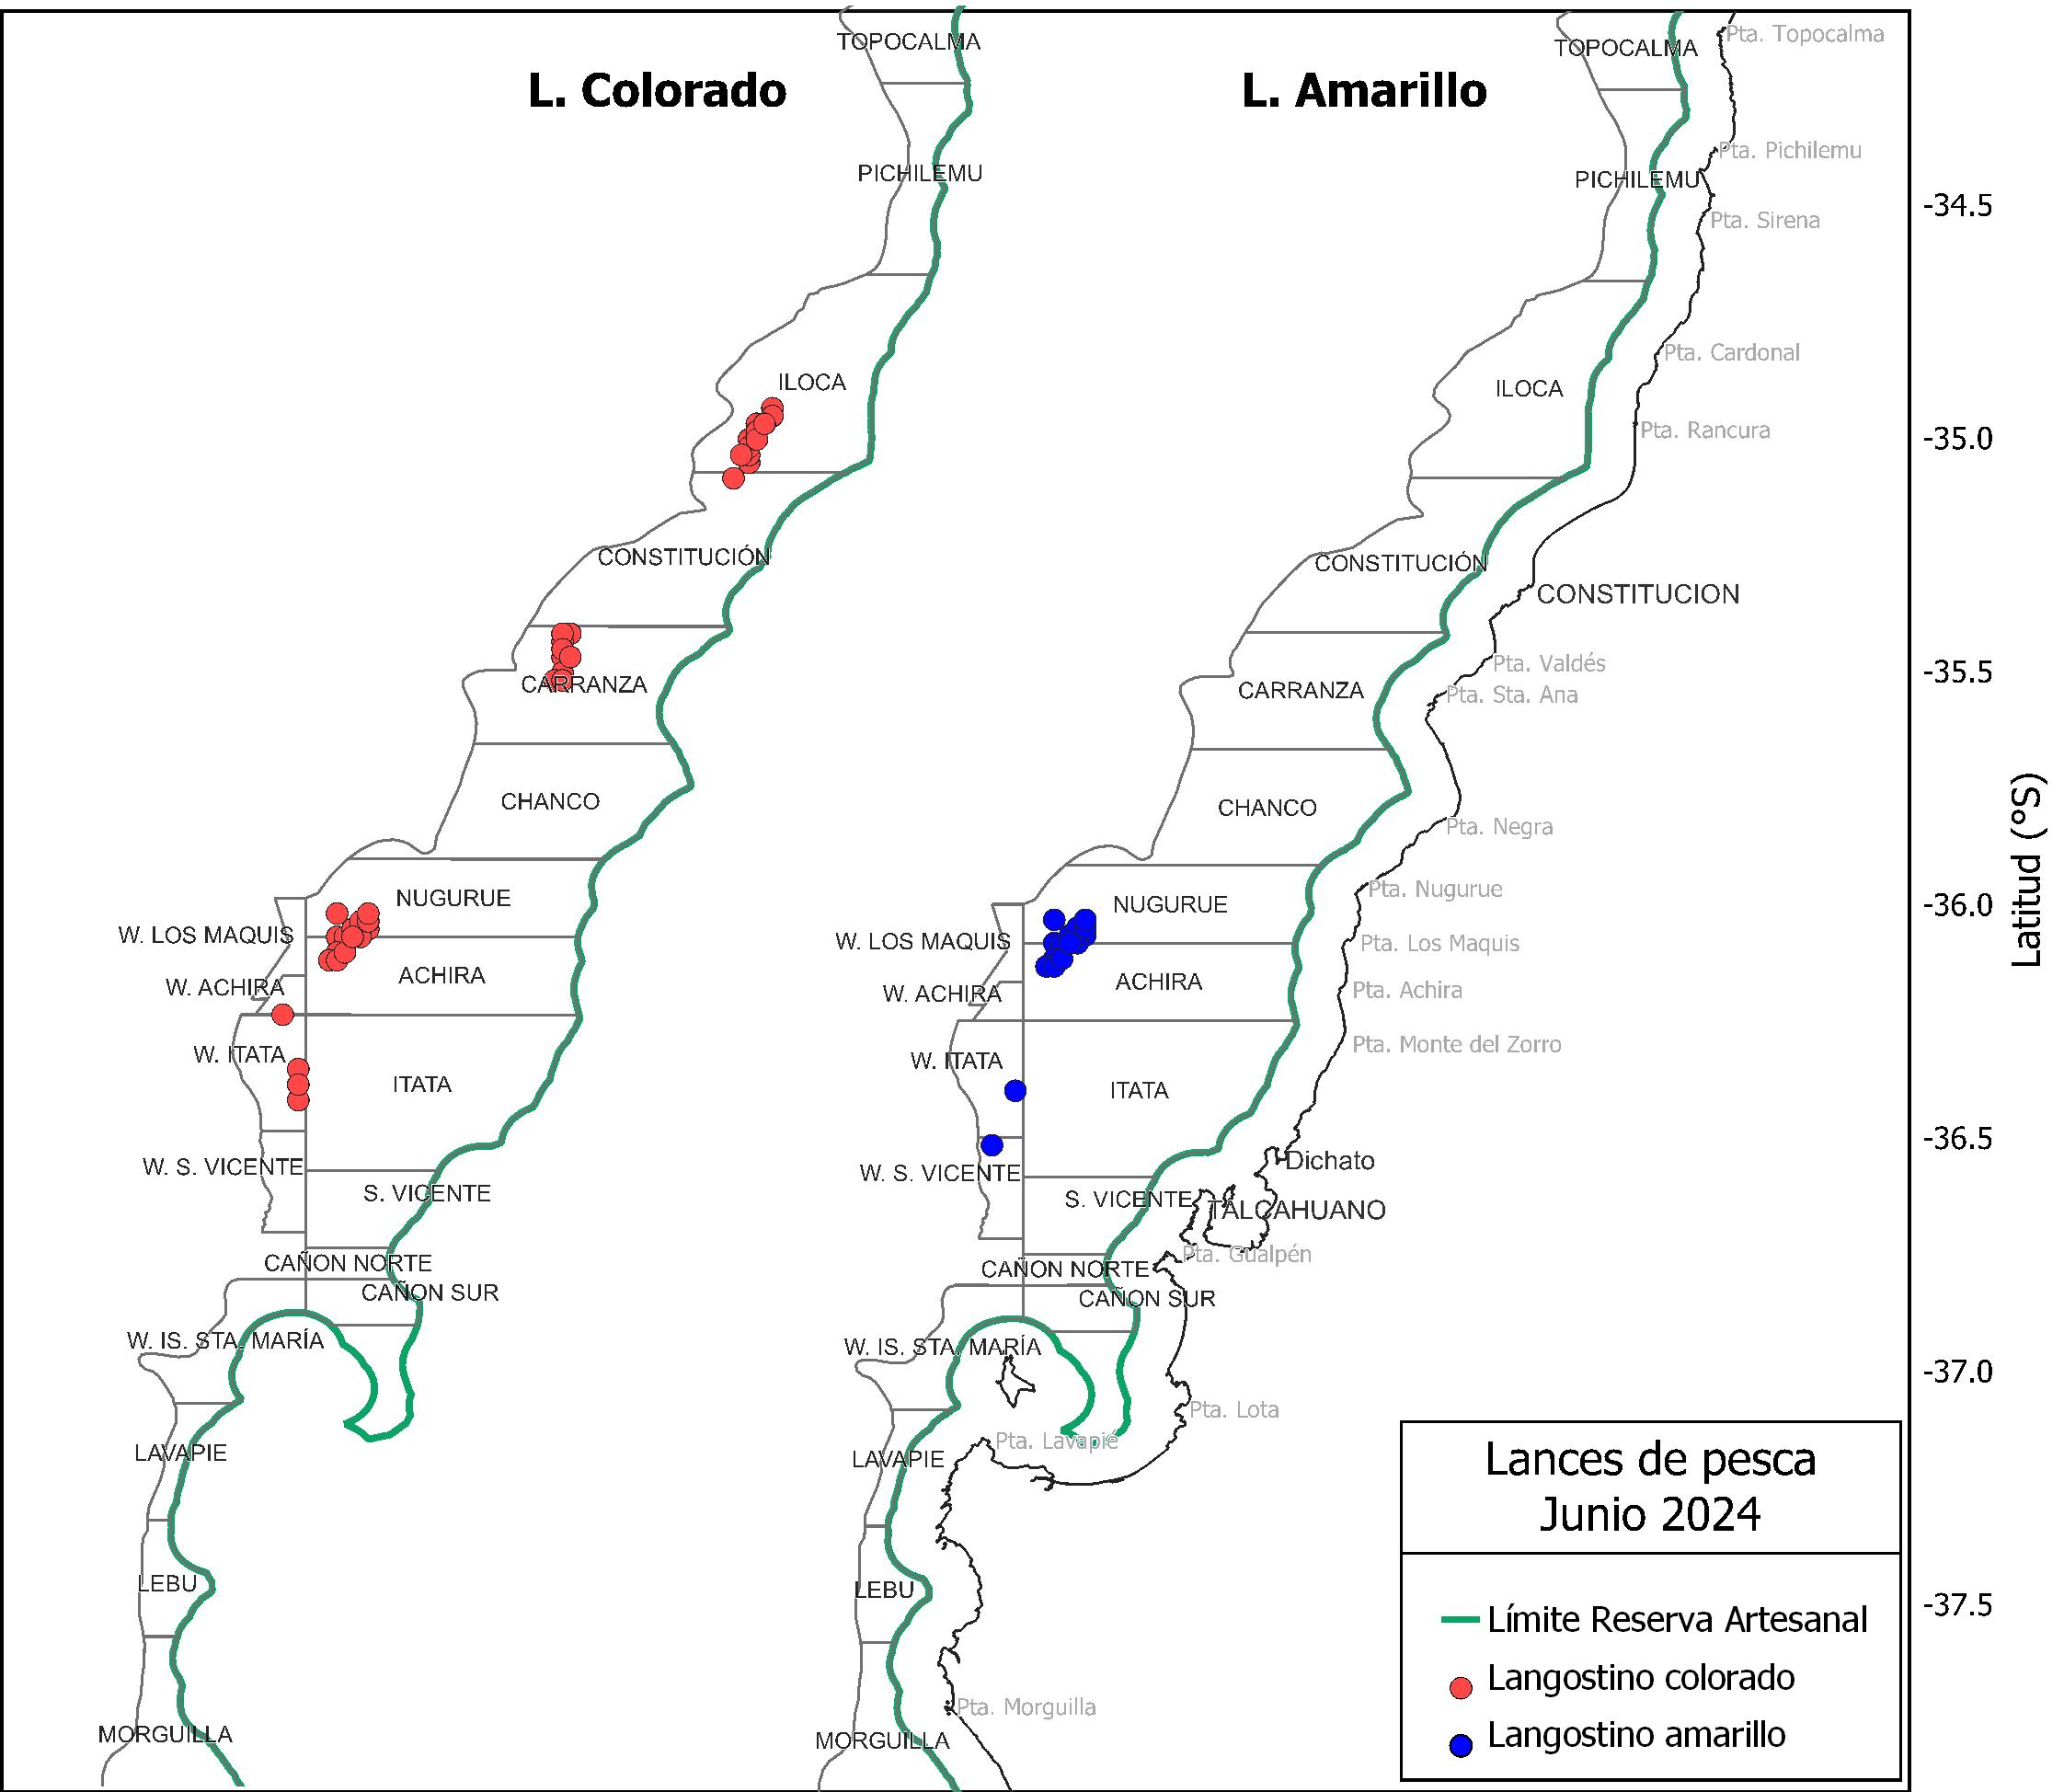 L. Colorado
TOPOCALMA
PICHILEMU
ILOCA
CONSTITUCIÓN
CARRANZA
CHANCO
NUGURUE
W. LOS MAQUIS
ACHIRA
W. ACHIRA
W. ITATA
ITATA
W. S. VICENTE
S. VICENTE
CAÑON NORTE
CAÑON SUR
W. IS. STA. MARÍA
LAVAPIE
LEBU
MORGUILLA
L. Amarillo
TOPOCALMA
PICHILEMU
ILOCA
CONSTITUCIÓN
CARRANZA
CHANCO
NUGURUE
W. LOS MAQUIS
ACHIRA
W. ACHIRA
W. ITATA
ITATA
W. S. VICENTE
S. VICENTE
CAÑON NORTE
CAÑON SUR
W. IS. STA. MARÍA
LAVAPIE
LEBU
MORGUILLA
Pta. Topocalma
Pta. Pichilemu
Pta. Sirena
Pta. Cardonal
Pta. Rancura
CONSTITUCION
Pta. Valdés
Pta. Sta. Ana
Pta. Negra
Pta. Nugurue
Pta. Los Maquis
Pta. Achira
Pta. Monte del Zorro
Dichato
TALCAHUANO
Pta. Gualpén
Pta. Lota
Pta. Lavapié
Pta. Morguilla
-34.5
-35.0
-35.5
-36.0
-36.5
-37.0
-37.5
Latitud (°S)
Lances de pesca
Junio 2024
Límite Reserva Artesanal
Langostino colorado
Langostino amarillo